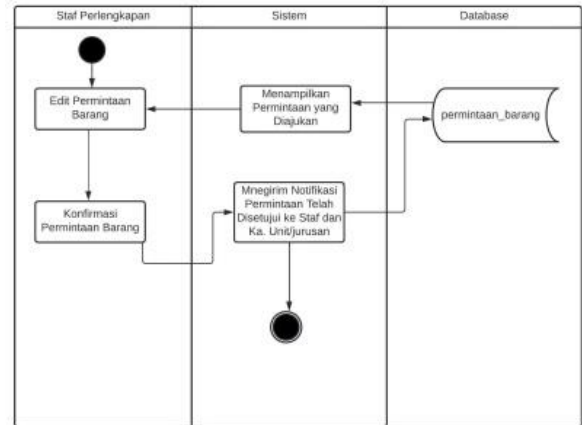 Staf Perlengkapan
Sistem
Database
Edit Permintaan
Barang
Menampilkan
Permintaan yang
Diajukan
permintaan_barang
Konfirmasi
Permintaan Barang
Mnegirim Notifikasi
Permintaan Telah
Disetujui ke Staf dan
Ka. Unit/jurusan